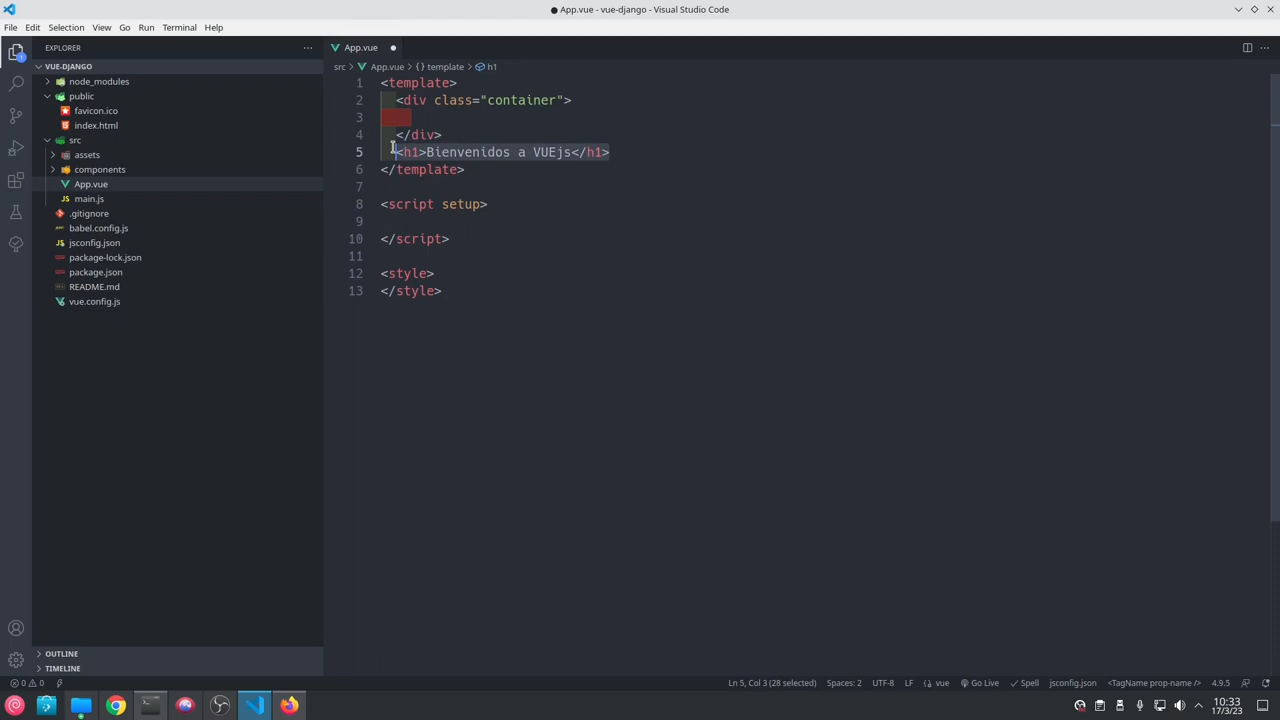 App.vue - vue-django - Visual Studio Code
File Edit Selection View Go Run Terminal Help
EXPLORER
App.vue
VUE-DJANGO
src > App.vue > {} template > h1
node_modules
public
favicon.ico
index.html
src
assets
components
App.vue
main.js
.gitignore
babel.config.js
jsconfig.json
package-lock.json
package.json
README.md
vue.config.js
1 <template>
2 <div class="container">
3
4 </div>
5 <h1>Bienvenidos a VUEjs</h1>
6 </template>
7
8 <script setup>
9
10 </script>
11
12 <style>
13 </style>
OUTLINE
TIMELINE
0 0 Ln 5, Col 3 (28 selected) Spaces: 2 UTF-8 LF vue Go Live Spell jsconfig.json <TagName prop-name /> 4.9.5
10:33
17/3/23